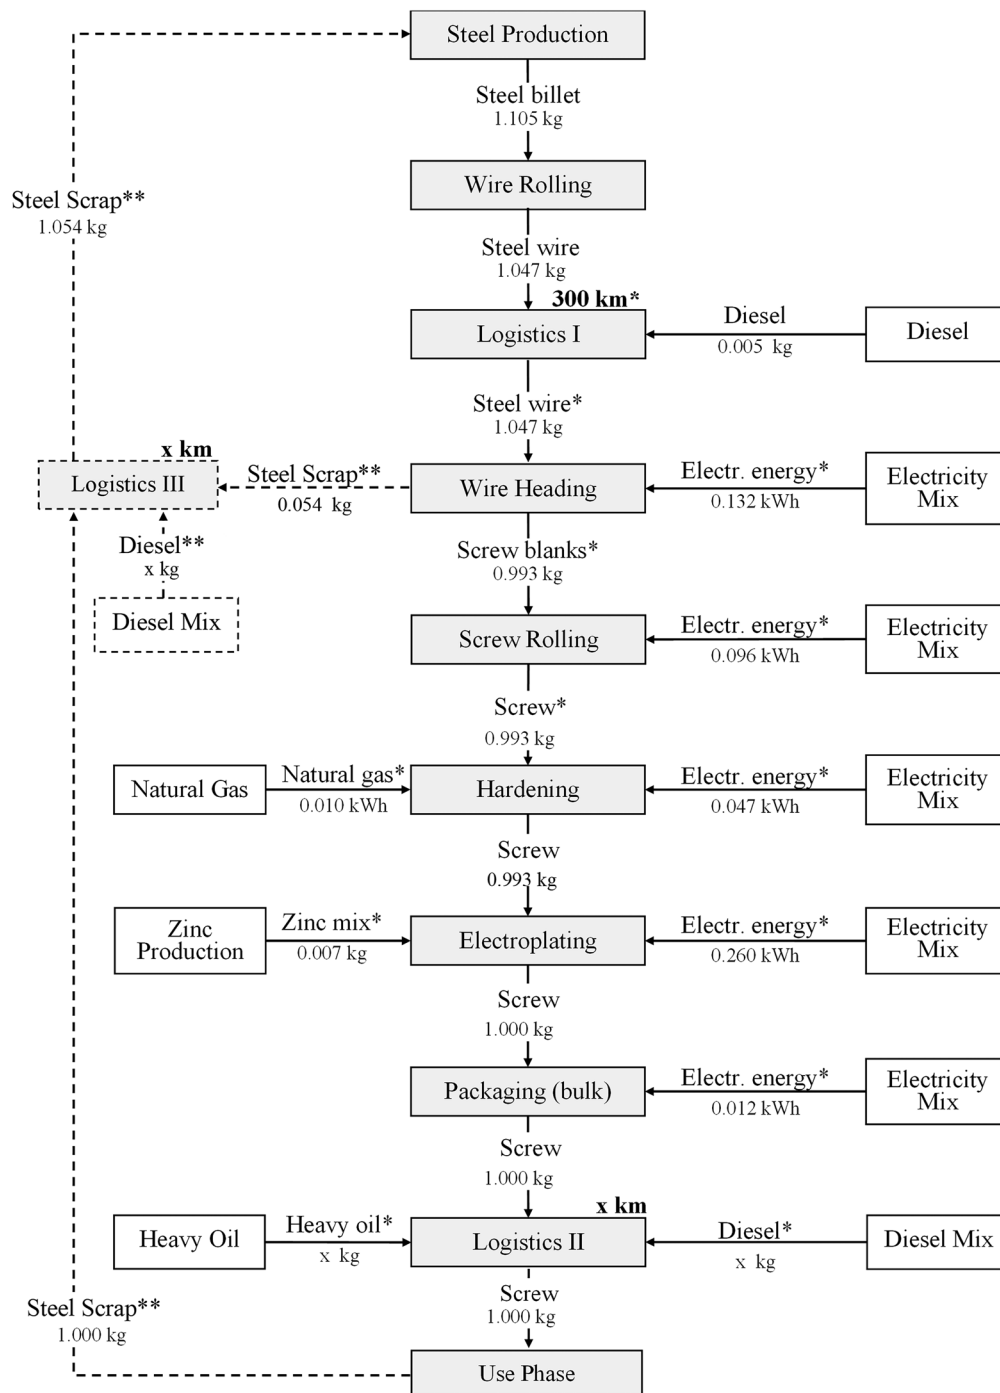 Steel Production
Steel billet
1.105 kg
Wire Rolling
Steel Scrap**
1.054 kg
Steel wire
1.047 kg
300 km*
Logistics I
Diesel
0.005 kg
Diesel
Steel wire*
1.047 kg
x km
Logistics III
Steel Scrap**
0.054 kg
Wire Heading
Electr. energy*
0.132 kWh
Electricity
Mix
Diesel**
x kg
Diesel Mix
Screw blanks*
0.993 kg
Screw Rolling
Electr. energy*
0.096 kWh
Electricity
Mix
Screw*
0.993 kg
Natural Gas
Natural gas*
0.010 kWh
Hardening
Electr. energy*
0.047 kWh
Electricity
Mix
Screw
0.993 kg
Zinc
Production
Zinc mix*
0.007 kg
Electroplating
Electr. energy*
0.260 kWh
Electricity
Mix
Screw
1.000 kg
Packaging (bulk)
Electr. energy*
0.012 kWh
Electricity
Mix
Screw
1.000 kg
x km
Heavy Oil
Heavy oil*
x kg
Logistics II
Diesel*
x kg
Diesel Mix
Steel Scrap**
1.000 kg
Screw
1.000 kg
Use Phase